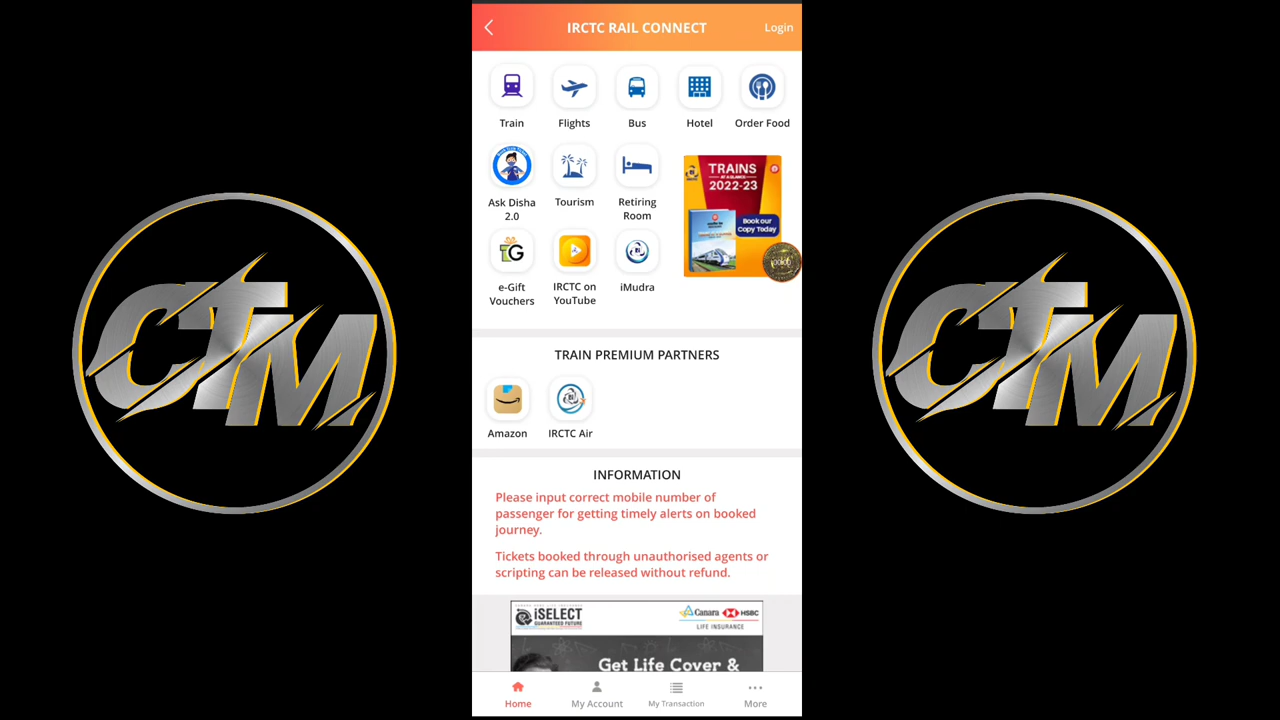 IRCTC RAIL CONNECT
Login
Train
Flights
Bus
Hotel
Order Food
Ask Disha
2.0
Tourism
Retiring
Room
TRAINS
AT A GLANCE
2022-23
Book our
Copy Today
TG
e-Gift
Vouchers
IRCTC on
YouTube
iMudra
TRAIN PREMIUM PARTNERS
Amazon
IRCTC Air
INFORMATION
Please input correct mobile number of
passenger for getting timely alerts on booked
journey.
Tickets booked through unauthorised agents or
scripting can be released without refund.
iSELECT
GUARANTEED FUTURE
Canara HSBC
LIFE INSURANCE
Get Life Cover &
Home
My Account
My Transaction
More
CTM
CTM